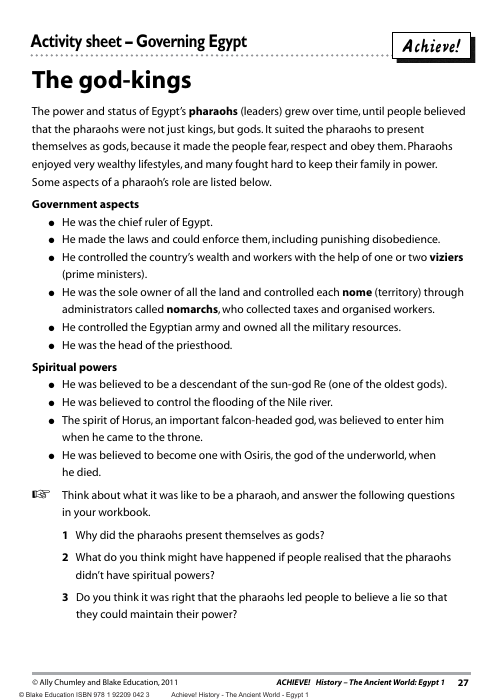 Activity sheet – Governing Egypt
Achieve!
The god-kings
The power and status of Egypt's pharaohs (leaders) grew over time, until people believed
that the pharaohs were not just kings, but gods. It suited the pharaohs to present
themselves as gods, because it made the people fear, respect and obey them. Pharaohs
enjoyed very wealthy lifestyles, and many fought hard to keep their family in power.
Some aspects of a pharaoh's role are listed below.
Government aspects
● He was the chief ruler of Egypt.
● He made the laws and could enforce them, including punishing disobedience.
● He controlled the country's wealth and workers with the help of one or two viziers
(prime ministers).
● He was the sole owner of all the land and controlled each nome (territory) through
administrators called nomarchs, who collected taxes and organised workers.
● He controlled the Egyptian army and owned all the military resources.
● He was the head of the priesthood.
Spiritual powers
● He was believed to be a descendant of the sun-god Re (one of the oldest gods).
● He was believed to control the flooding of the Nile river.
● The spirit of Horus, an important falcon-headed god, was believed to enter him
when he came to the throne.
● He was believed to become one with Osiris, the god of the underworld, when
he died.
☞ Think about what it was like to be a pharaoh, and answer the following questions
in your workbook.
1 Why did the pharaohs present themselves as gods?
2 What do you think might have happened if people realised that the pharaohs
didn't have spiritual powers?
3 Do you think it was right that the pharaohs led people to believe a lie so that
they could maintain their power?
© Ally Chumley and Blake Education, 2011 ACHIEVE! History – The Ancient World: Egypt 1 27
© Blake Education ISBN 978 1 92209 042 3 Achieve! History - The Ancient World - Egypt 1